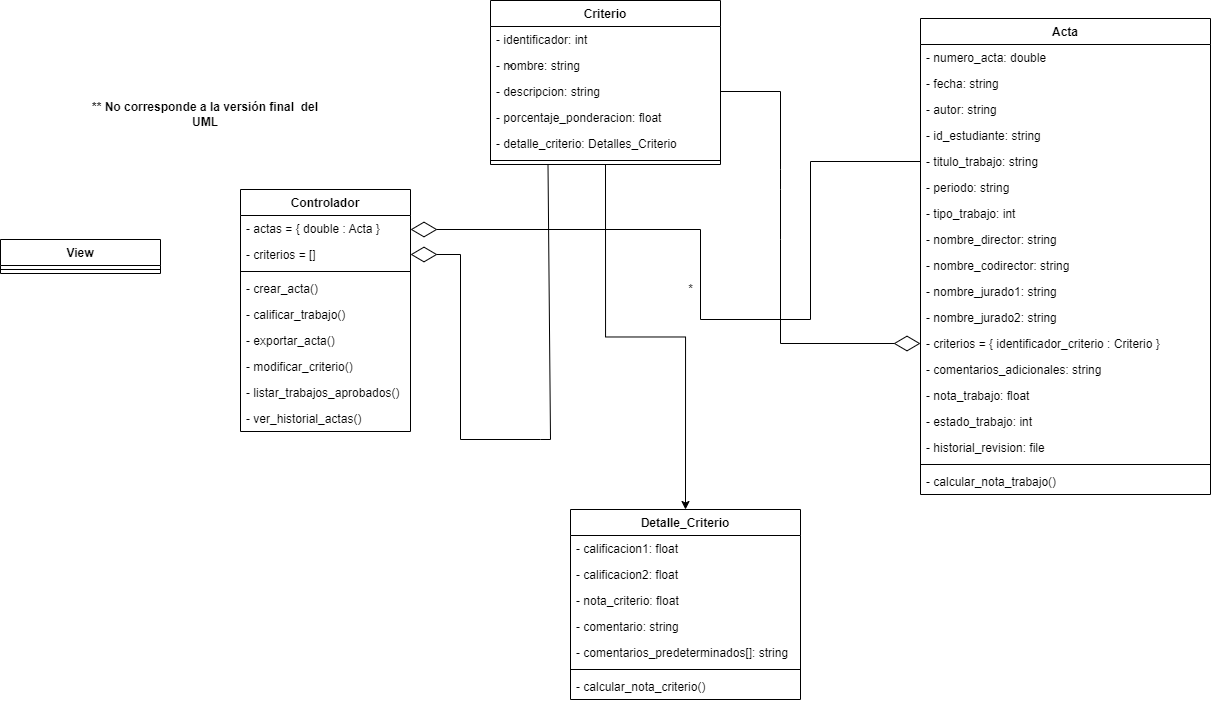 Criterio
- identificador: int
- nombre: string
- descripcion: string
- porcentaje_ponderacion: float
- detalle_criterio: Detalles_Criterio
Acta
- numero_acta: double
- fecha: string
- autor: string
- id_estudiante: string
- titulo_trabajo: string
- periodo: string
- tipo_trabajo: int
- nombre_director: string
- nombre_codirector: string
- nombre_jurado1: string
- nombre_jurado2: string
- criterios = { identificador_criterio : Criterio }
- comentarios_adicionales: string
- nota_trabajo: float
- estado_trabajo: int
- historial_revision: file
- calcular_nota_trabajo()
** No corresponde a la versión final del
UML
Controlador
- actas = { double : Acta }
- criterios = []
- crear_acta()
- calificar_trabajo()
- exportar_acta()
- modificar_criterio()
- listar_trabajos_aprobados()
- ver_historial_actas()
View
*
Detalle_Criterio
- calificacion1: float
- calificacion2: float
- nota_criterio: float
- comentario: string
- comentarios_predeterminados[]: string
- calcular_nota_criterio()